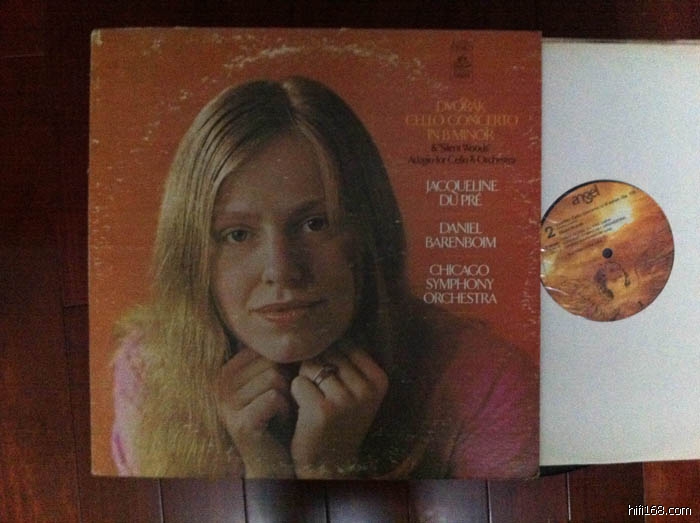 DVOŘÁK
CELLO CONCERTO
IN B MINOR
& "Silent Woods"
Adagio for Cello & Orchestra
JACQUELINE
DU PRÉ
DANIEL
BARENBOIM
CHICAGO
SYMPHONY
ORCHESTRA
angel
2
hifi168.com